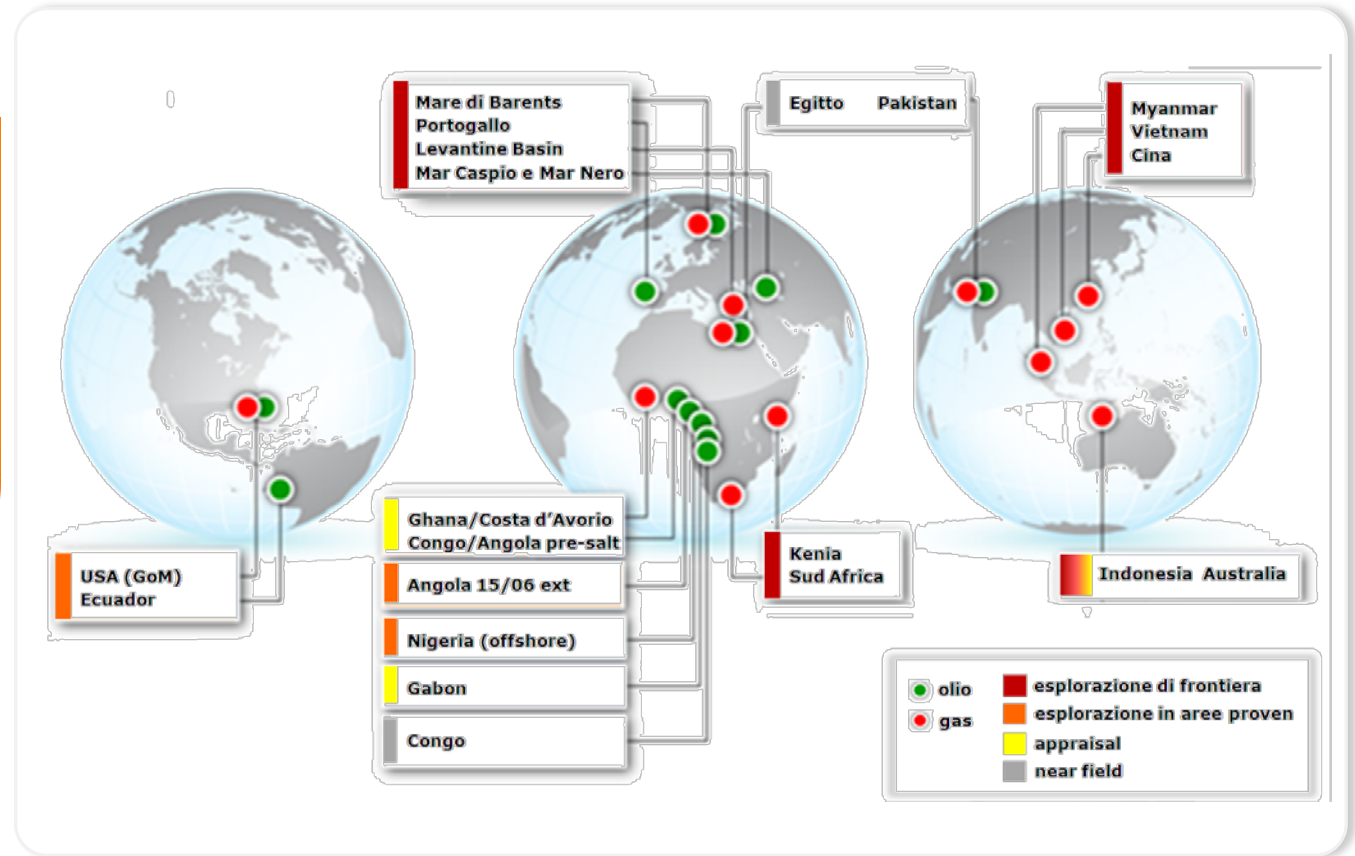 Mare di Barents
Portogallo
Levantine Basin
Mar Caspio e Mar Nero
Egitto Pakistan
Myanmar
Vietnam
Cina
USA (GoM)
Ecuador
Ghana/Costa d'Avorio
Congo/Angola pre-salt
Angola 15/06 ext
Nigeria (offshore)
Gabon
Congo
Kenia
Sud Africa
Indonesia Australia
olio
gas
esplorazione di frontiera
esplorazione in aree proven
appraisal
near field